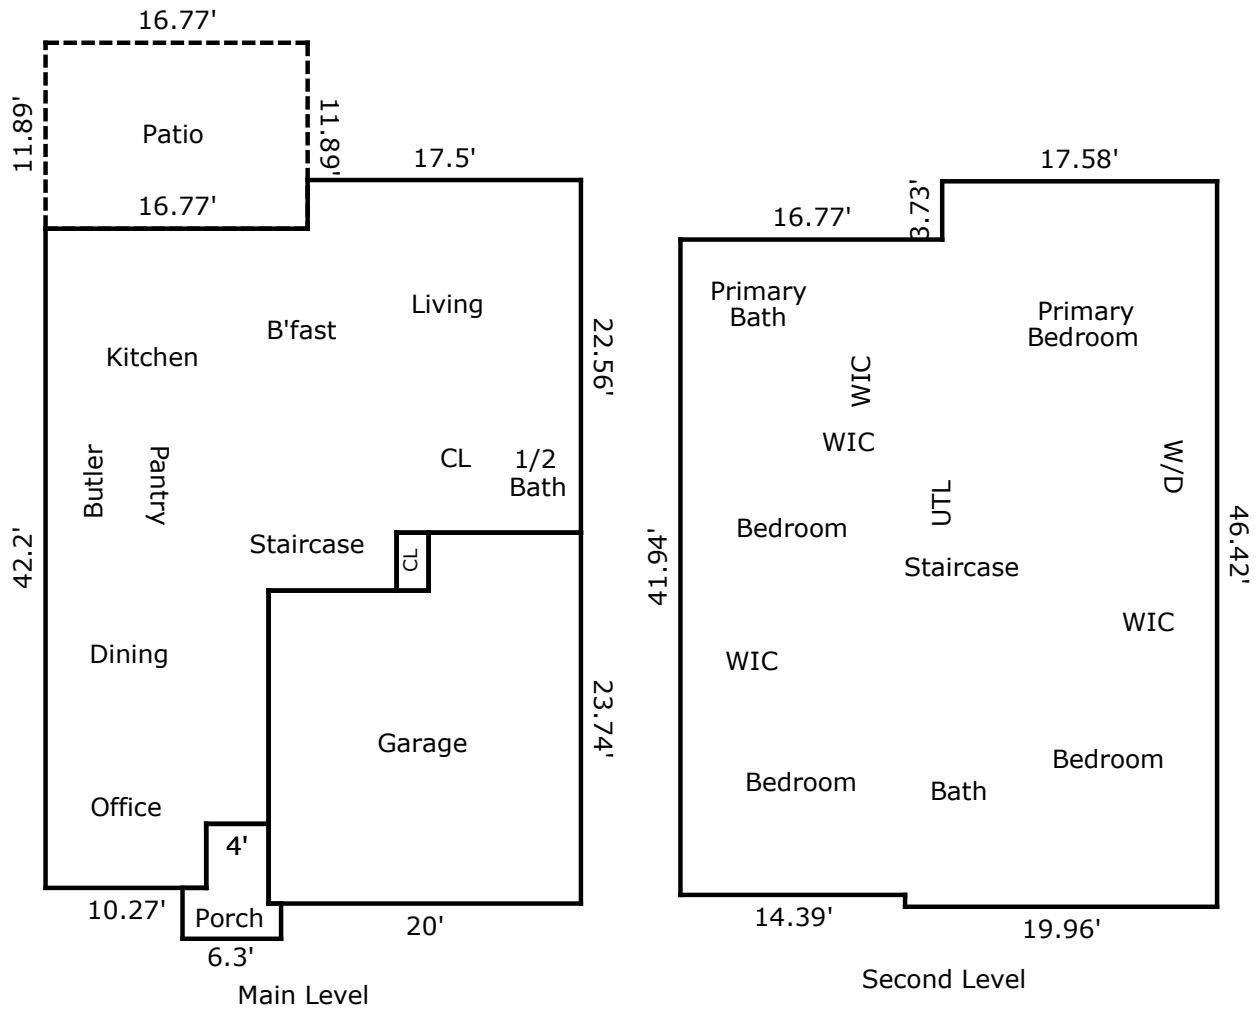 16.77'
11.89'
Patio
11.89'
16.77'
17.5'
Living
B'fast
Kitchen
22.56'
Butler
Pantry
CL
1/2
Bath
42.2'
Staircase
CL
Dining
23.74'
Garage
Office
4'
10.27'
Porch
20'
6.3'
Main Level
17.58'
3.73'
16.77'
Primary
Bath
Primary
Bedroom
WIC
WIC
W/D
UTL
Bedroom
Staircase
41.94'
46.42'
WIC
WIC
Bedroom
Bedroom
Bath
14.39'
19.96'
Second Level